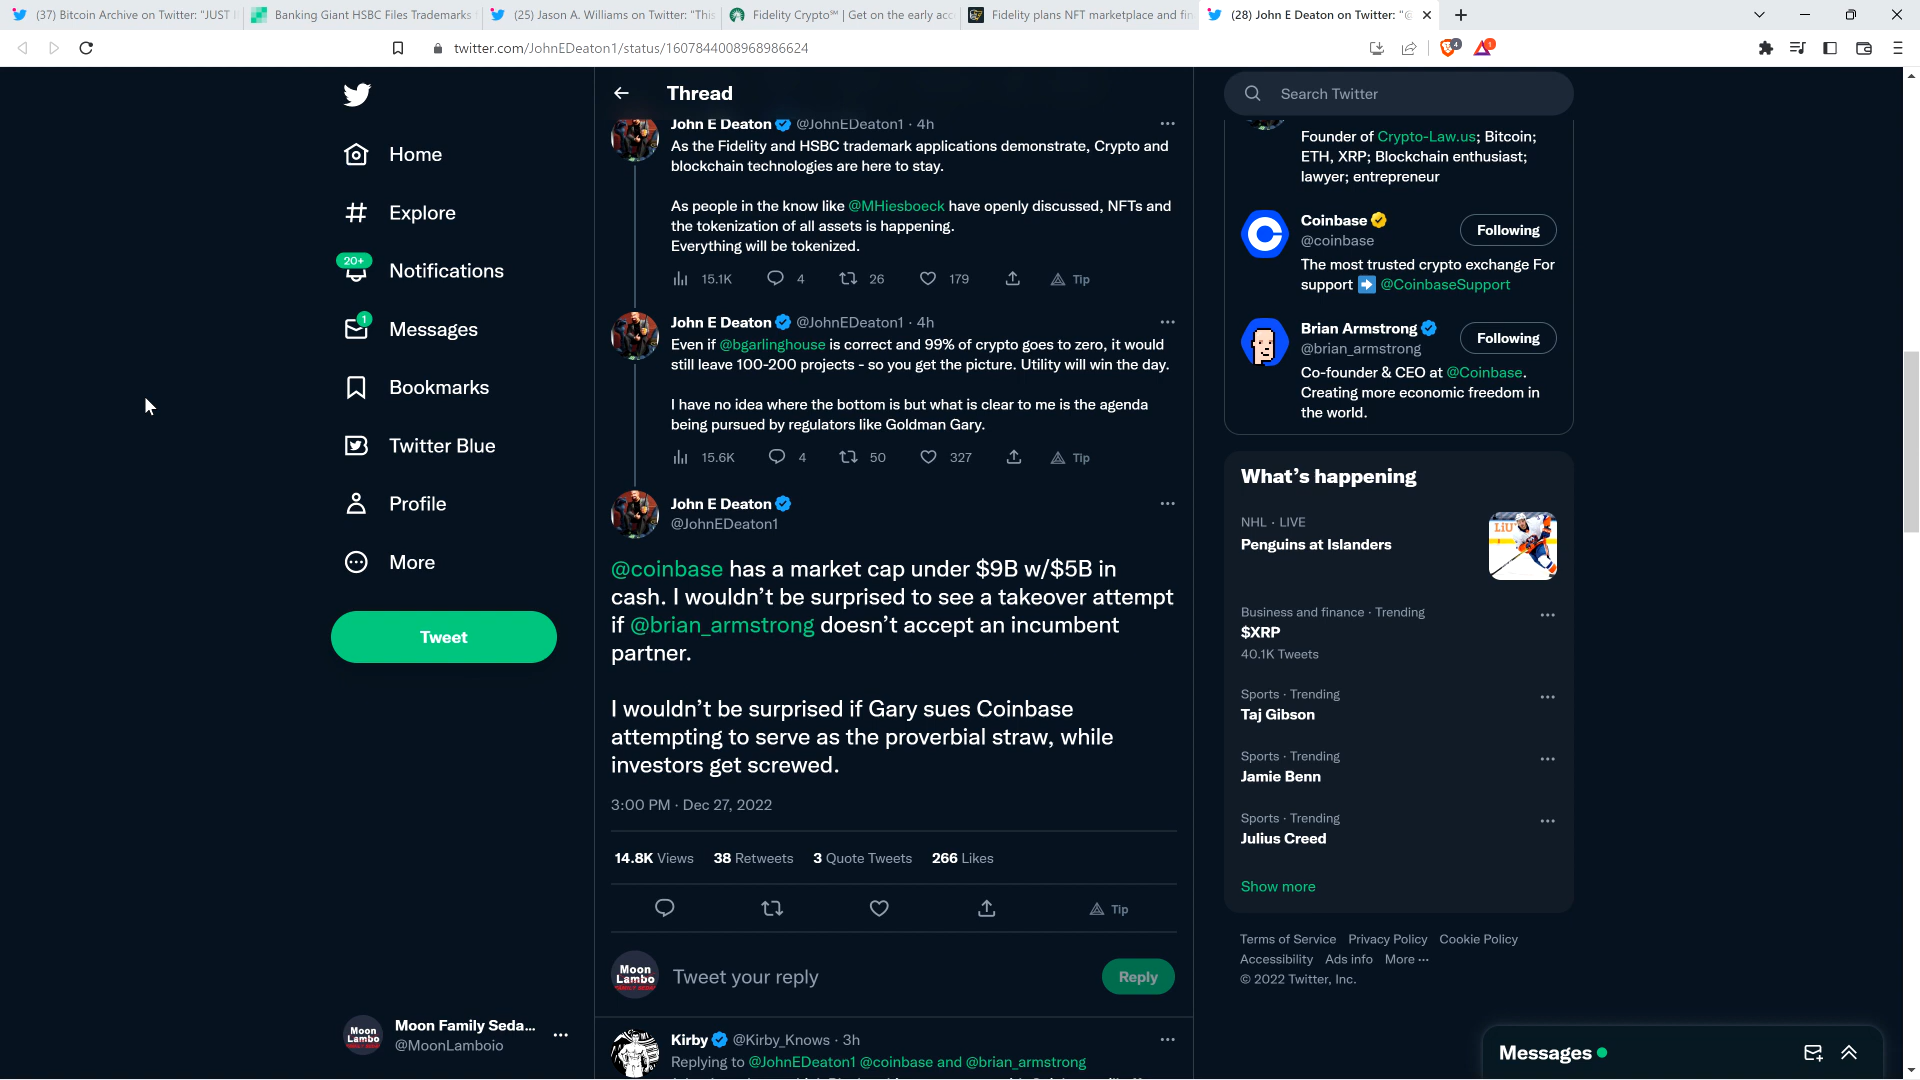 (37) Bitcoin Archive on Twitter: "JUST
Banking Giant HSBC Files Trademarks
(25) Jason A. Williams on Twitter: "This
Fidelity Crypto℠ | Get on the early acc
Fidelity plans NFT marketplace and fin
(28) John E Deaton on Twitter: "@
twitter.com/JohnEDeaton1/status/1607844008968986624
4
1
Home
Explore
20+
Notifications
1
Messages
Bookmarks
Twitter Blue
Profile
More
Tweet
Moon Lambo
Moon Family Seda...
@MoonLamboio
Thread
John E Deaton @JohnEDeaton1 · 4h
As the Fidelity and HSBC trademark applications demonstrate, Crypto and
blockchain technologies are here to stay.
As people in the know like @MHiesboeck have openly discussed, NFTs and
the tokenization of all assets is happening.
Everything will be tokenized.
15.1K 4 26 179 Tip
John E Deaton @JohnEDeaton1 · 4h
Even if @bgarlinghouse is correct and 99% of crypto goes to zero, it would
still leave 100-200 projects - so you get the picture. Utility will win the day.
I have no idea where the bottom is but what is clear to me is the agenda
being pursued by regulators like Goldman Gary.
15.6K 4 50 327 Tip
John E Deaton
@JohnEDeaton1
@coinbase has a market cap under $9B w/$5B in
cash. I wouldn't be surprised to see a takeover attempt
if @brian_armstrong doesn't accept an incumbent
partner.
I wouldn't be surprised if Gary sues Coinbase
attempting to serve as the proverbial straw, while
investors get screwed.
3:00 PM · Dec 27, 2022
14.8K Views 38 Retweets 3 Quote Tweets 266 Likes
Tip
Moon
Lambo
Tweet your reply
Reply
Kirby @Kirby_Knows · 3h
Replying to @JohnEDeaton1 @coinbase and @brian_armstrong
Search Twitter
Founder of Crypto-Law.us; Bitcoin;
ETH, XRP; Blockchain enthusiast;
lawyer; entrepreneur
Coinbase
@coinbase
Following
The most trusted crypto exchange For
support ➡ @CoinbaseSupport
Brian Armstrong
@brian_armstrong
Following
Co-founder & CEO at @Coinbase.
Creating more economic freedom in
the world.
What's happening
NHL · LIVE
Penguins at Islanders
Business and finance · Trending
$XRP
40.1K Tweets
Sports · Trending
Taj Gibson
Sports · Trending
Jamie Benn
Sports · Trending
Julius Creed
Show more
Terms of Service Privacy Policy Cookie Policy
Accessibility Ads info More ···
© 2022 Twitter, Inc.
Messages